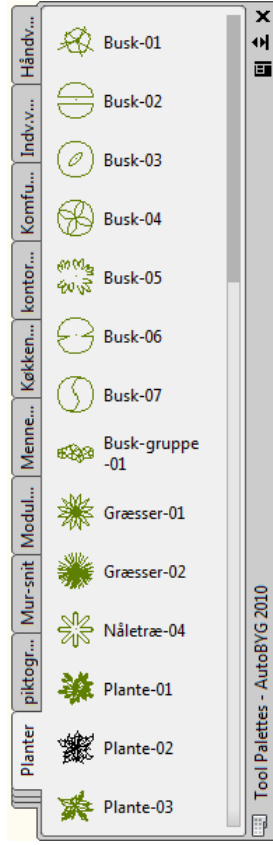 Håndv...
Indv.v...
Komfu...
kontor...
Køkken...
Menne...
Modul...
Mur-snit
piktogr...
Planter
Busk-01
Busk-02
Busk-03
Busk-04
Busk-05
Busk-06
Busk-07
Busk-gruppe
-01
Græsser-01
Græsser-02
Nåletræ-04
Plante-01
Plante-02
Plante-03
Tool Palettes - AutoBYG 2010